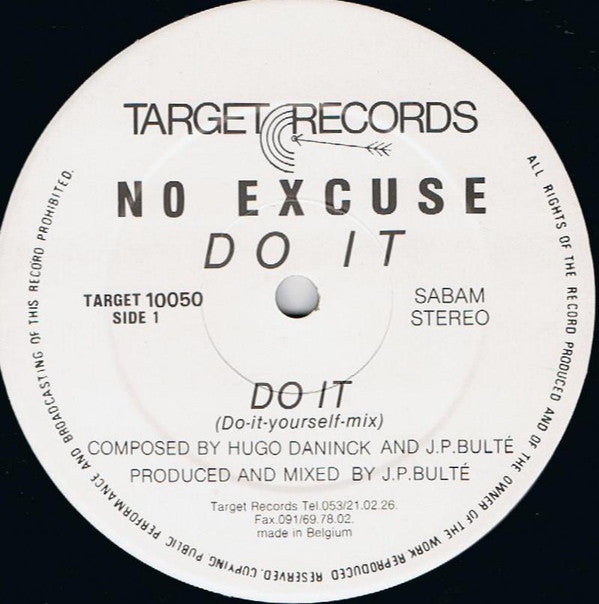 TARGET RECORDS
NO EXCUSE
DO IT
TARGET 10050
SIDE 1
SABAM
STEREO
DO IT
(Do-it-yourself-mix)
COMPOSED BY HUGO DANINCK AND J.P.BULTÉ
PRODUCED AND MIXED BY J.P.BULTÉ
Target Records Tel.053/21.02.26.
Fax.091/69.78.02.
made in Belgium
ALL RIGHTS OF THE RECORD PRODUCED AND OF THE OWNER OF THE WORK REPRODUCED RESERVED. COPYING PUBLIC PERFORMANCE AND BROADCASTING OF THIS RECORD PROHIBITED.